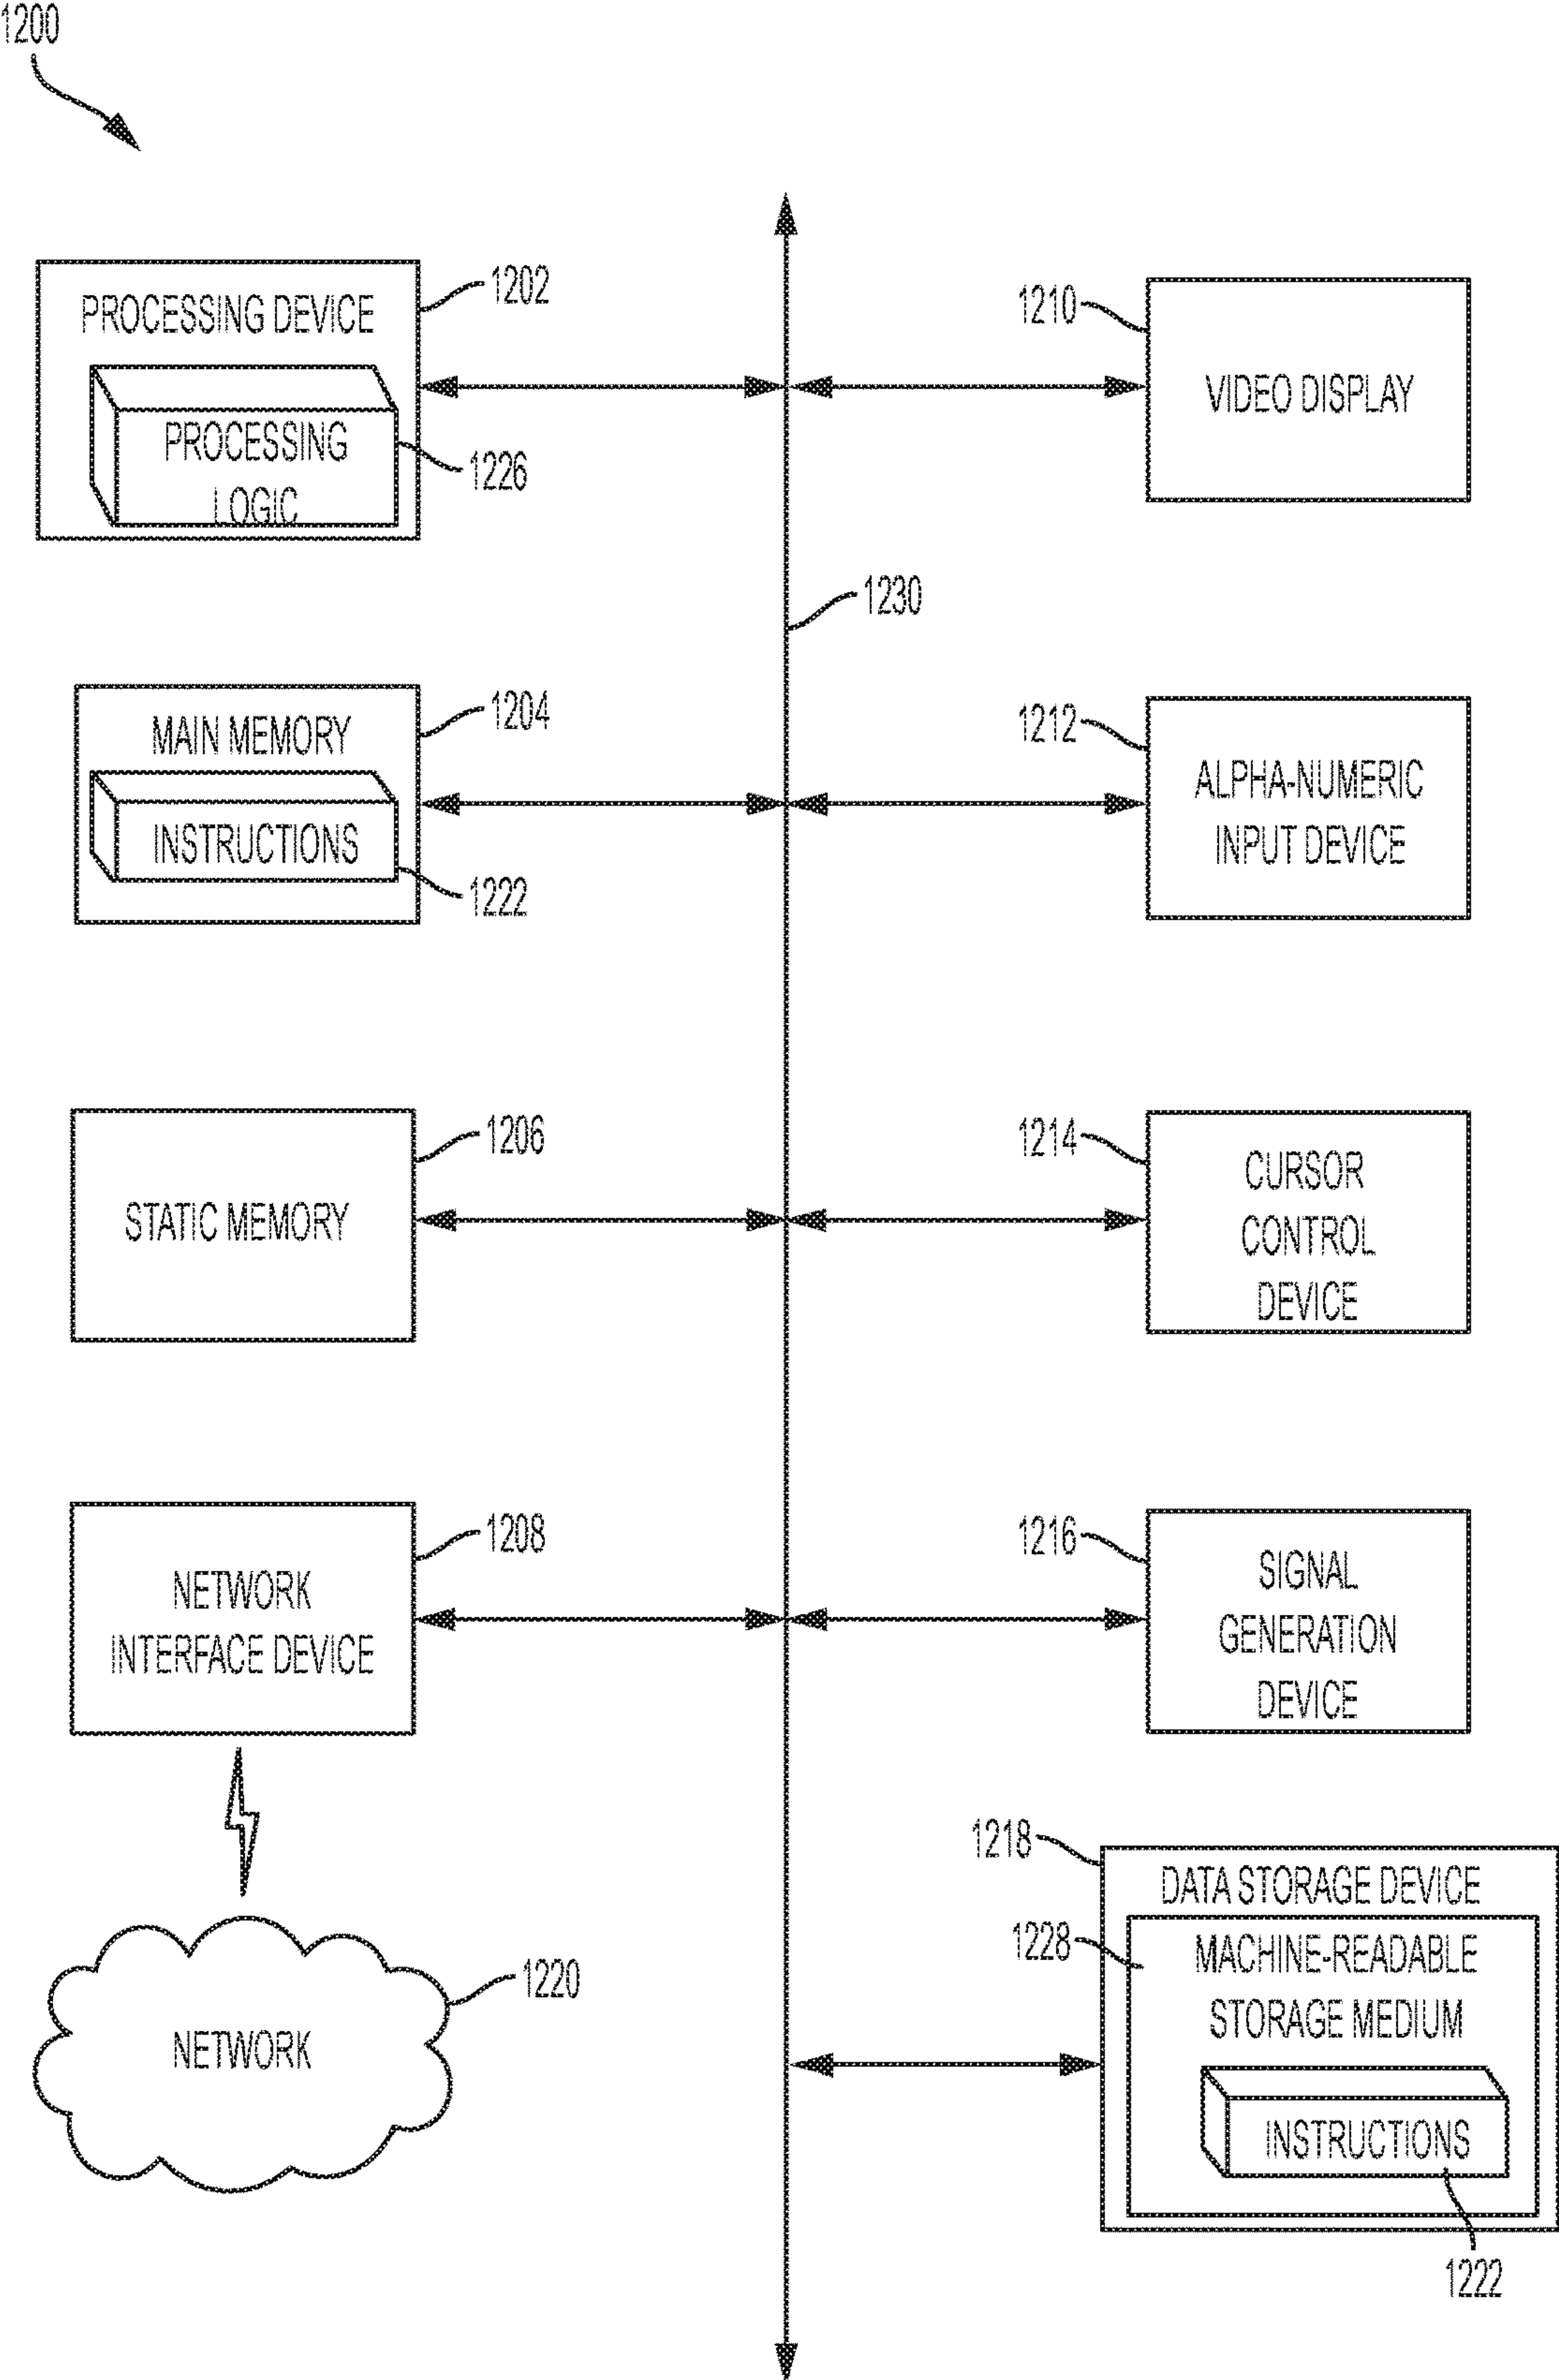 1200
PROCESSING DEVICE
1202
PROCESSING
LOGIC
1226
1210
VIDEO DISPLAY
1230
MAIN MEMORY
1204
INSTRUCTIONS
1222
1212
ALPHA-NUMERIC
INPUT DEVICE
STATIC MEMORY
1206
1214
CURSOR
CONTROL
DEVICE
NETWORK
INTERFACE DEVICE
1208
1216
SIGNAL
GENERATION
DEVICE
NETWORK
1220
1218
DATA STORAGE DEVICE
1228
MACHINE-READABLE
STORAGE MEDIUM
INSTRUCTIONS
1222